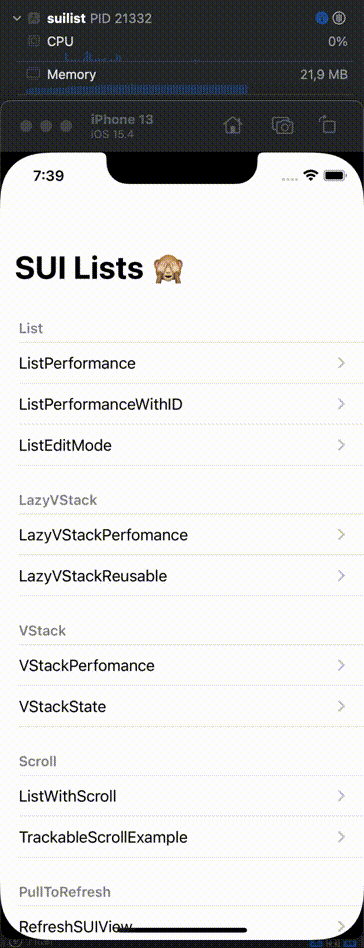 suilist PID 21332
CPU 0%
Memory 21,9 MB
iPhone 13
iOS 15.4
7:39
SUI Lists 🙈
List
ListPerformance
ListPerformanceWithID
ListEditMode
LazyVStack
LazyVStackPerfomance
LazyVStackReusable
VStack
VStackPerfomance
VStackState
Scroll
ListWithScroll
TrackableScrollExample
PullToRefresh
RefreshSUIView